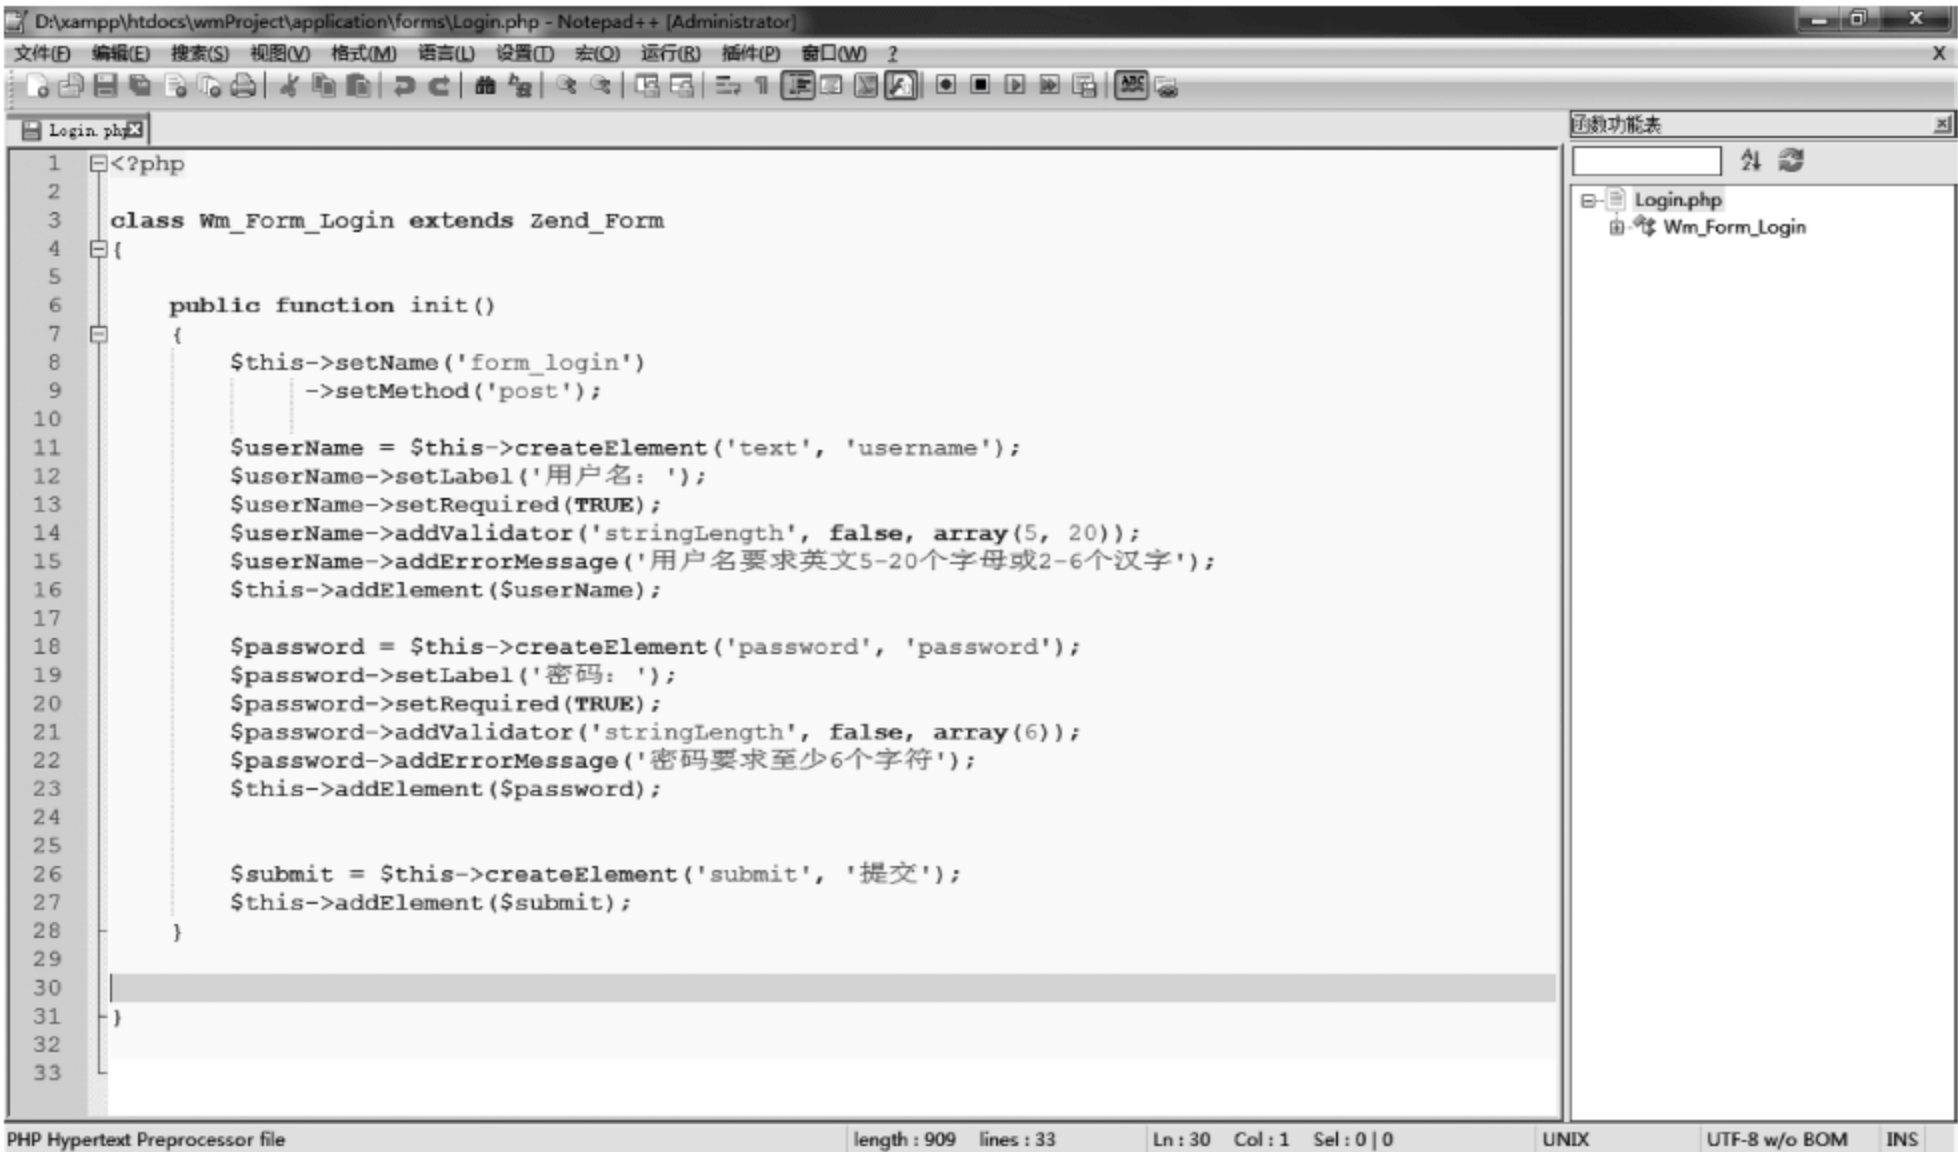 D:\xampp\htdocs\wmProject\application\forms\Login.php - Notepad++ [Administrator]
文件(F) 编辑(E) 搜索(S) 视图(V) 格式(M) 语言(L) 设置(T) 宏(O) 运行(R) 插件(P) 窗口(W) ? X
Login.php
函数功能表
1 <?php
2
3 class Wm_Form_Login extends Zend_Form
4 {
5
6 public function init()
7 {
8 $this->setName('form_login')
9 ->setMethod('post');
10
11 $userName = $this->createElement('text', 'username');
12 $userName->setLabel('用户名：');
13 $userName->setRequired(TRUE);
14 $userName->addValidator('stringLength', false, array(5, 20));
15 $userName->addErrorMessage('用户名要求英文5-20个字母或2-6个汉字');
16 $this->addElement($userName);
17
18 $password = $this->createElement('password', 'password');
19 $password->setLabel('密码：');
20 $password->setRequired(TRUE);
21 $password->addValidator('stringLength', false, array(6));
22 $password->addErrorMessage('密码要求至少6个字符');
23 $this->addElement($password);
24
25
26 $submit = $this->createElement('submit', '提交');
27 $this->addElement($submit);
28 }
29
30
31 }
32
33
Login.php
Wm_Form_Login
PHP Hypertext Preprocessor file length : 909 lines : 33 Ln : 30 Col : 1 Sel : 0 | 0 UNIX UTF-8 w/o BOM INS